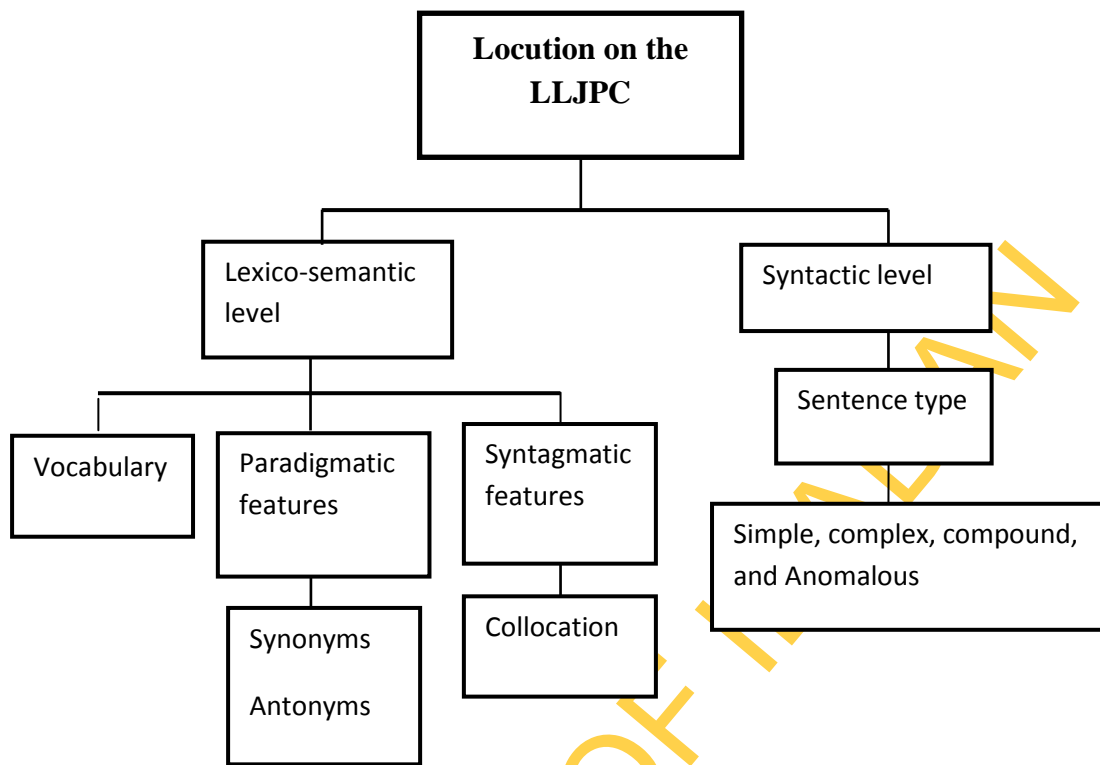 Locution on the
LLJPC
Lexico-semantic
level
Syntactic level
Vocabulary
Paradigmatic
features
Syntagmatic
features
Sentence type
Synonyms
Antonyms
Collocation
Simple, complex, compound,
and Anomalous
OF